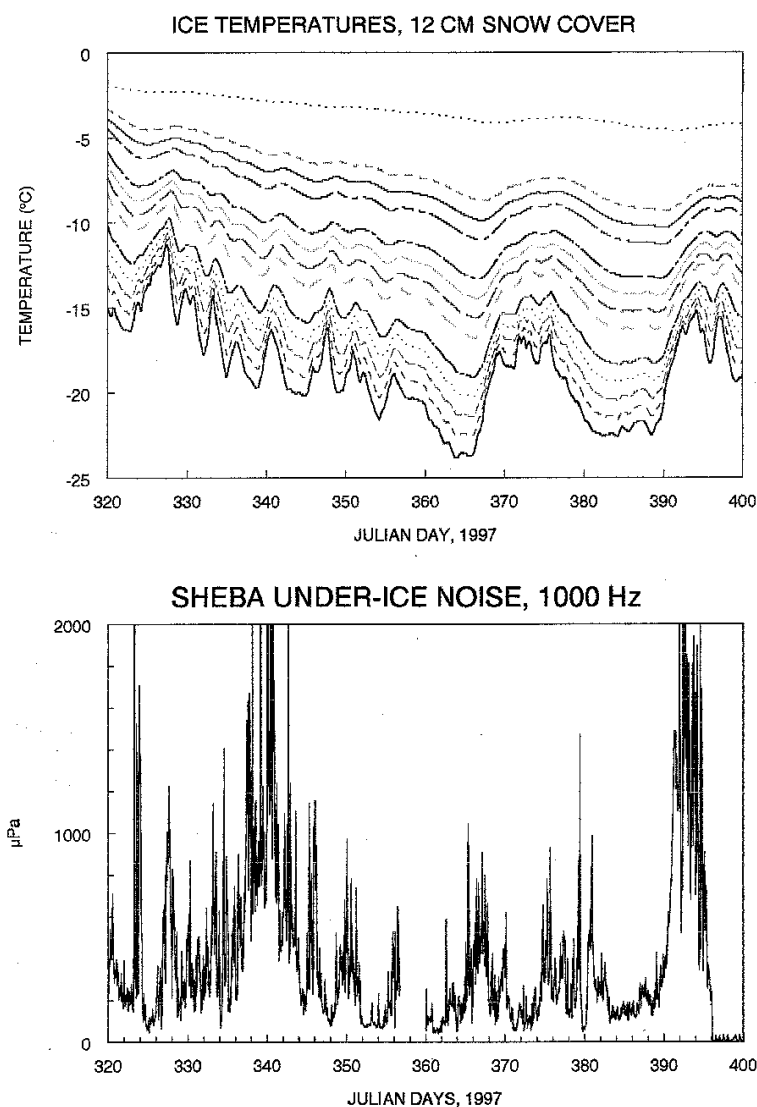 ICE TEMPERATURES, 12 CM SNOW COVER
0
-5
-10
-15
-20
-25
TEMPERATURE (°C)
320 330 340 350 360 370 380 390 400
JULIAN DAY, 1997
SHEBA UNDER-ICE NOISE, 1000 Hz
2000
1000
0
µPa
320 330 340 350 360 370 380 390 400
JULIAN DAYS, 1997